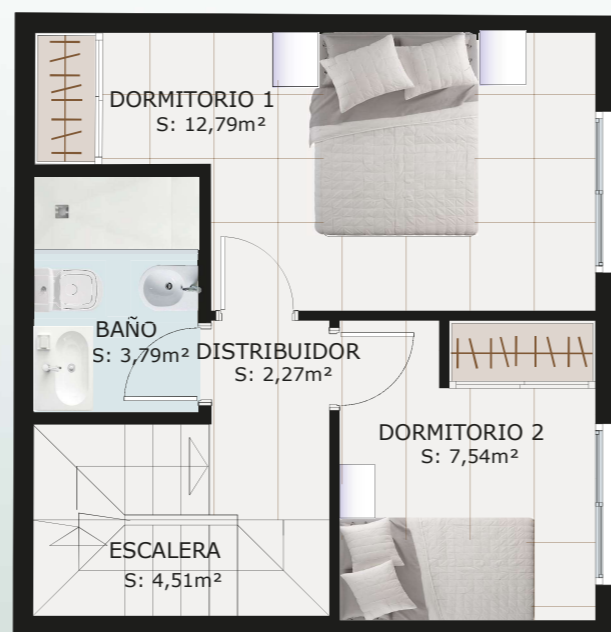 DORMITORIO 1
S: 12,79m²
BAÑO
S: 3,79m²
DISTRIBUIDOR
S: 2,27m²
DORMITORIO 2
S: 7,54m²
ESCALERA
S: 4,51m²